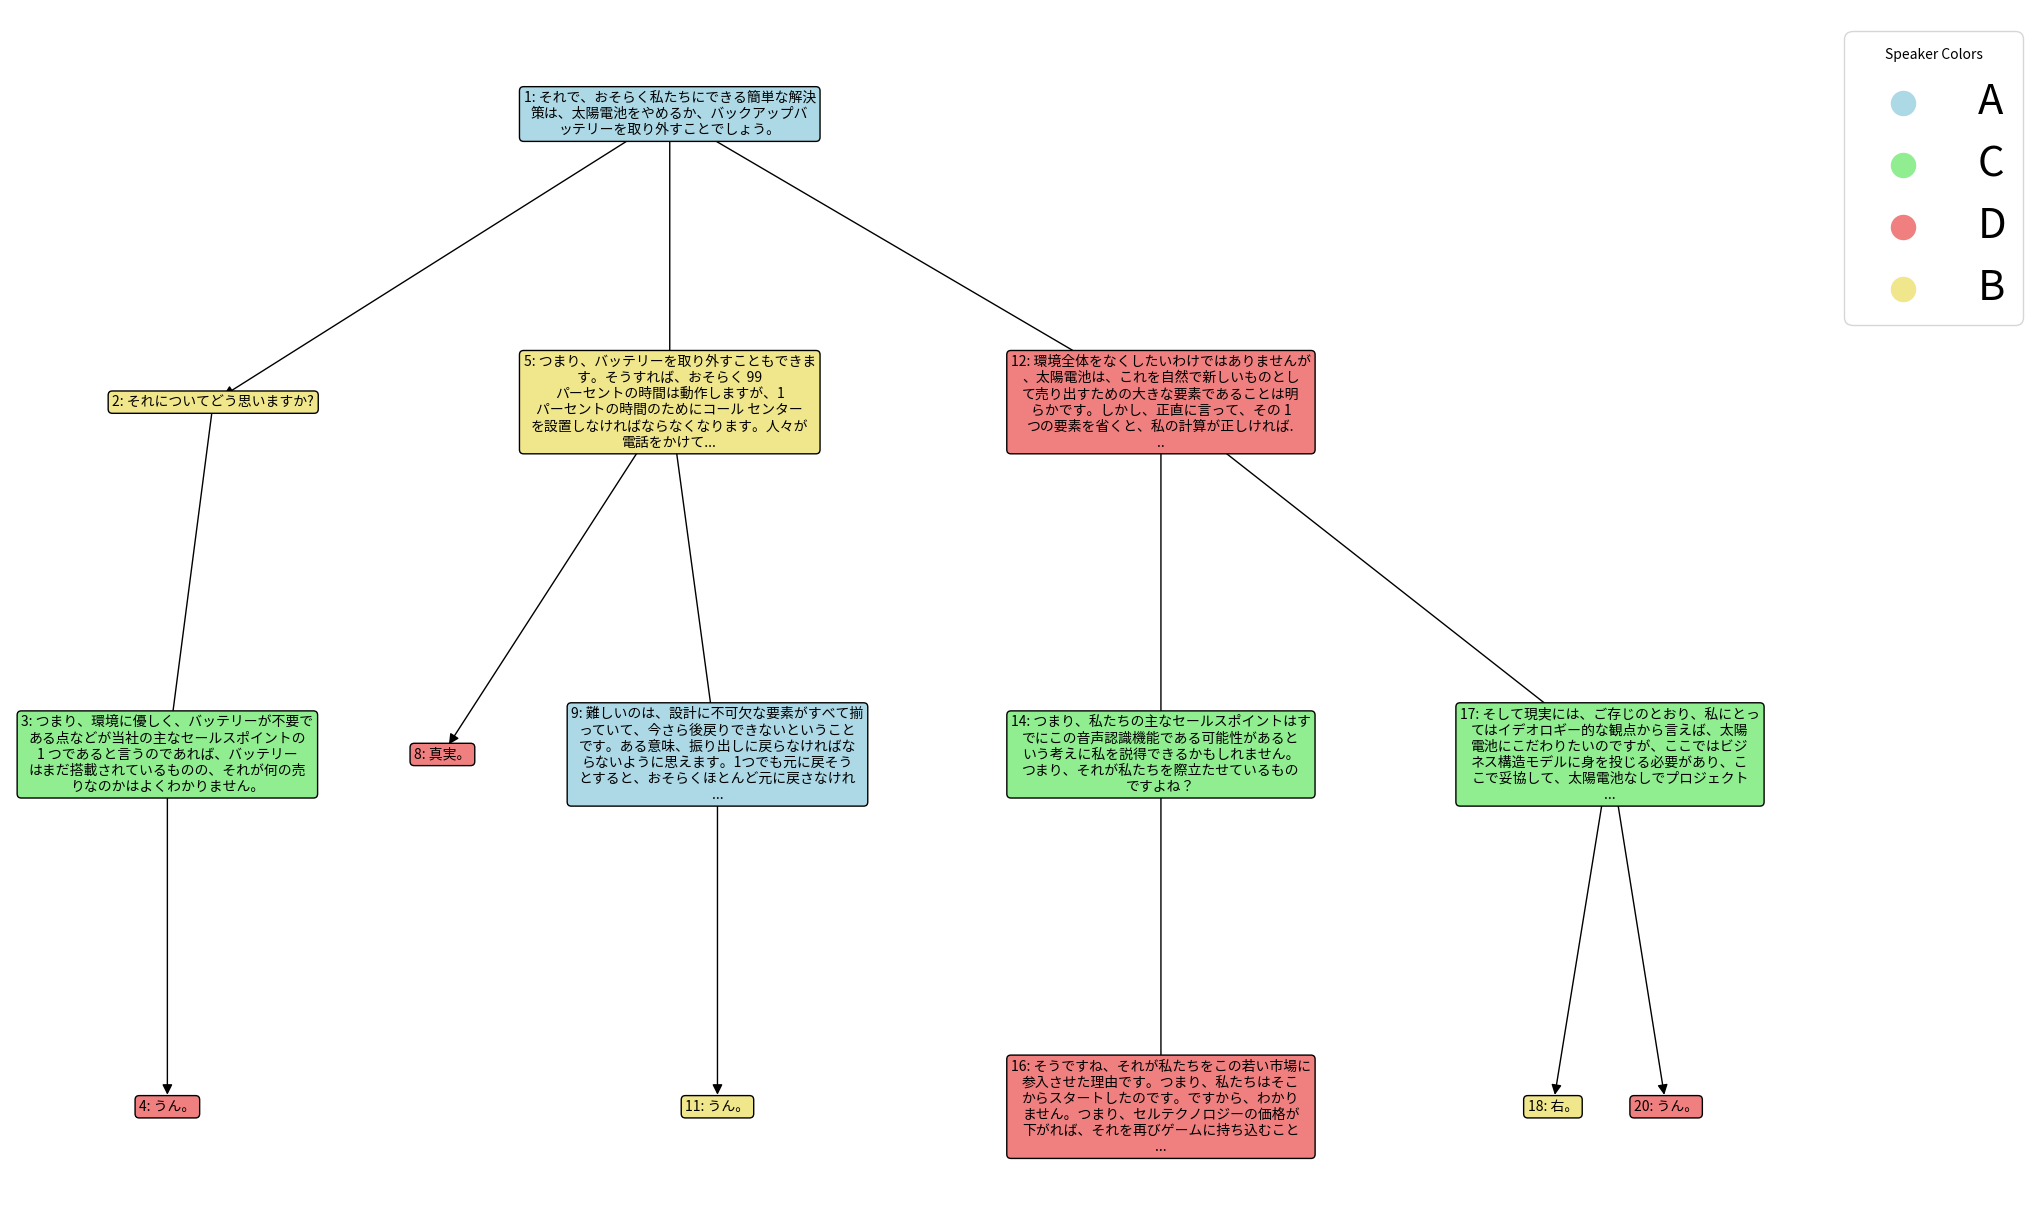 Speaker Colors
A
C
D
B
1: それで、おそらく私たちにできる簡単な解決
策は、太陽電池をやめるか、バックアップバ
ッテリーを取り外すことでしょう。
2: それについてどう思いますか?
5: つまり、バッテリーを取り外すこともできま
す。そうすれば、おそらく 99
パーセントの時間は動作しますが、1
パーセントの時間のためにコール センター
を設置しなければならなくなります。人々が
電話をかけて...
12: 環境全体をなくしたいわけではありませんが
、太陽電池は、これを自然で新しいものとし
て売り出すための大きな要素であることは明
らかです。しかし、正直に言って、その 1
つの要素を省くと、私の計算が正しければ.
..
3: つまり、環境に優しく、バッテリーが不要で
ある点などが当社の主なセールスポイントの
1 つであると言うのであれば、バッテリー
はまだ搭載されているものの、それが何の売
りなのかはよくわかりません。
8: 真実。
9: 難しいのは、設計に不可欠な要素がすべて揃
っていて、今さら後戻りできないということ
です。ある意味、振り出しに戻らなければな
らないように思えます。1つでも元に戻そう
とすると、おそらくほとんど元に戻さなけれ
...
14: つまり、私たちの主なセールスポイントはす
でにこの音声認識機能である可能性があると
いう考えに私を説得できるかもしれません。
つまり、それが私たちを際立たせているもの
ですよね？
17: そして現実には、ご存じのとおり、私にとっ
てはイデオロギー的な観点から言えば、太陽
電池にこだわりたいのですが、ここではビジ
ネス構造モデルに身を投じる必要があり、こ
こで妥協して、太陽電池なしでプロジェクト
...
4: うん。
11: うん。
16: そうですね、それが私たちをこの若い市場に
参入させた理由です。つまり、私たちはそこ
からスタートしたのです。ですから、わかり
ません。つまり、セルテクノロジーの価格が
下がれば、それを再びゲームに持ち込むこと
...
18: 右。
20: うん。